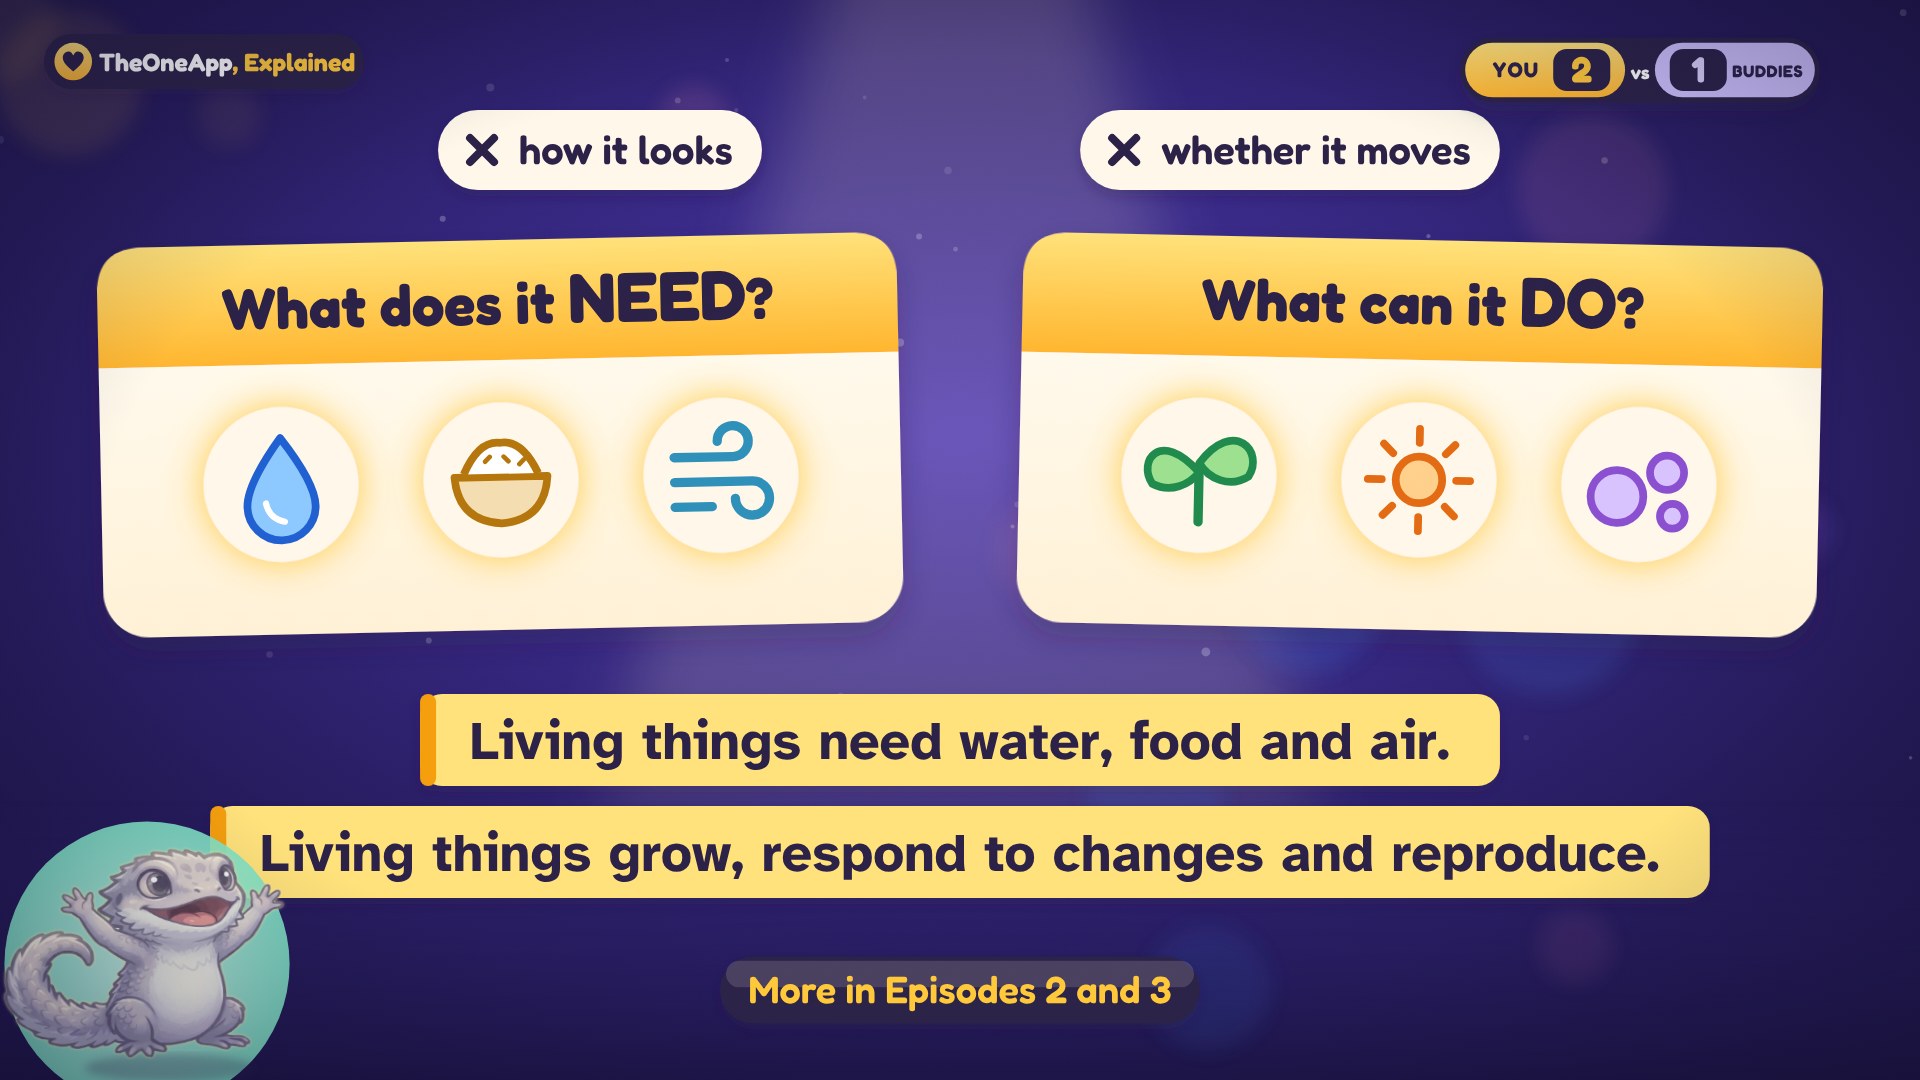 TheOneApp, Explained
YOU 2 vs 1 BUDDIES
how it looks
whether it moves
What does it NEED?
What can it DO?
Living things need water, food and air.
Living things grow, respond to changes and reproduce.
More in Episodes 2 and 3